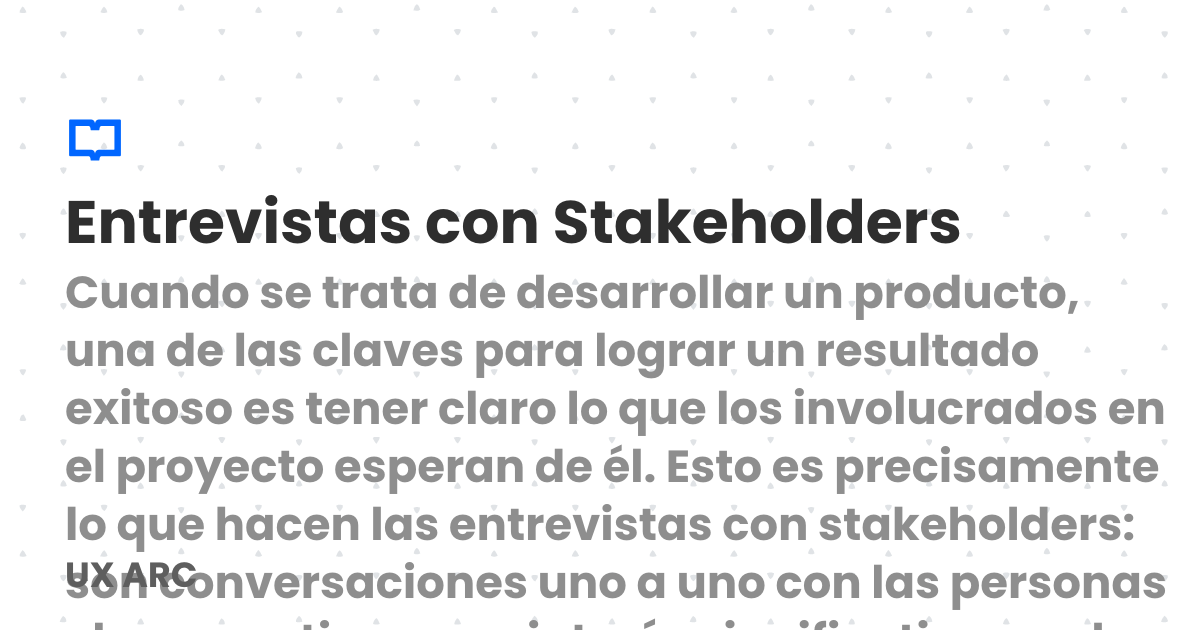 Entrevistas con Stakeholders
Cuando se trata de desarrollar un producto,
una de las claves para lograr un resultado
exitoso es tener claro lo que los involucrados en
el proyecto esperan de él. Esto es precisamente
lo que hacen las entrevistas con stakeholders:
UX ARC
son conversaciones uno a uno con las personas